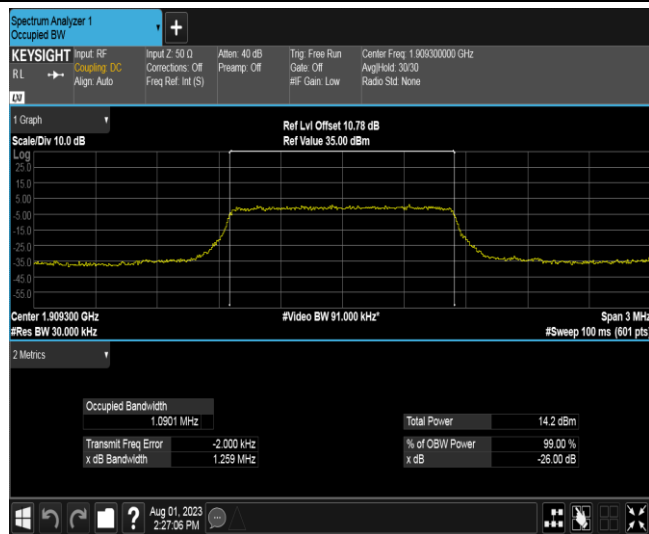 Spectrum Analyzer 1
Occupied BW
+
KEYSIGHT Input: RF Input Z: 50 Ω Atten: 40 dB Trig: Free Run Center Freq: 1.909300000 GHz
RL Coupling: DC Corrections: Off Preamp: Off Gate: Off Avg|Hold: 30/30
Align: Auto Freq Ref: Int (S) #IF Gain: Low Radio Std: None
LXI
1 Graph Ref Lvl Offset 10.78 dB
Scale/Div 10.0 dB Ref Value 35.00 dBm
Log
25.0
15.0
5.00
-5.00
-15.0
-25.0
-35.0
-45.0
-55.0
Center 1.909300 GHz #Video BW 91.000 kHz* Span 3 MHz
#Res BW 30.000 kHz #Sweep 100 ms (601 pts)
2 Metrics
Occupied Bandwidth
1.0901 MHz Total Power 14.2 dBm
Transmit Freq Error -2.000 kHz % of OBW Power 99.00 %
x dB Bandwidth 1.259 MHz x dB -26.00 dB
? Aug 01, 2023
2:27:06 PM